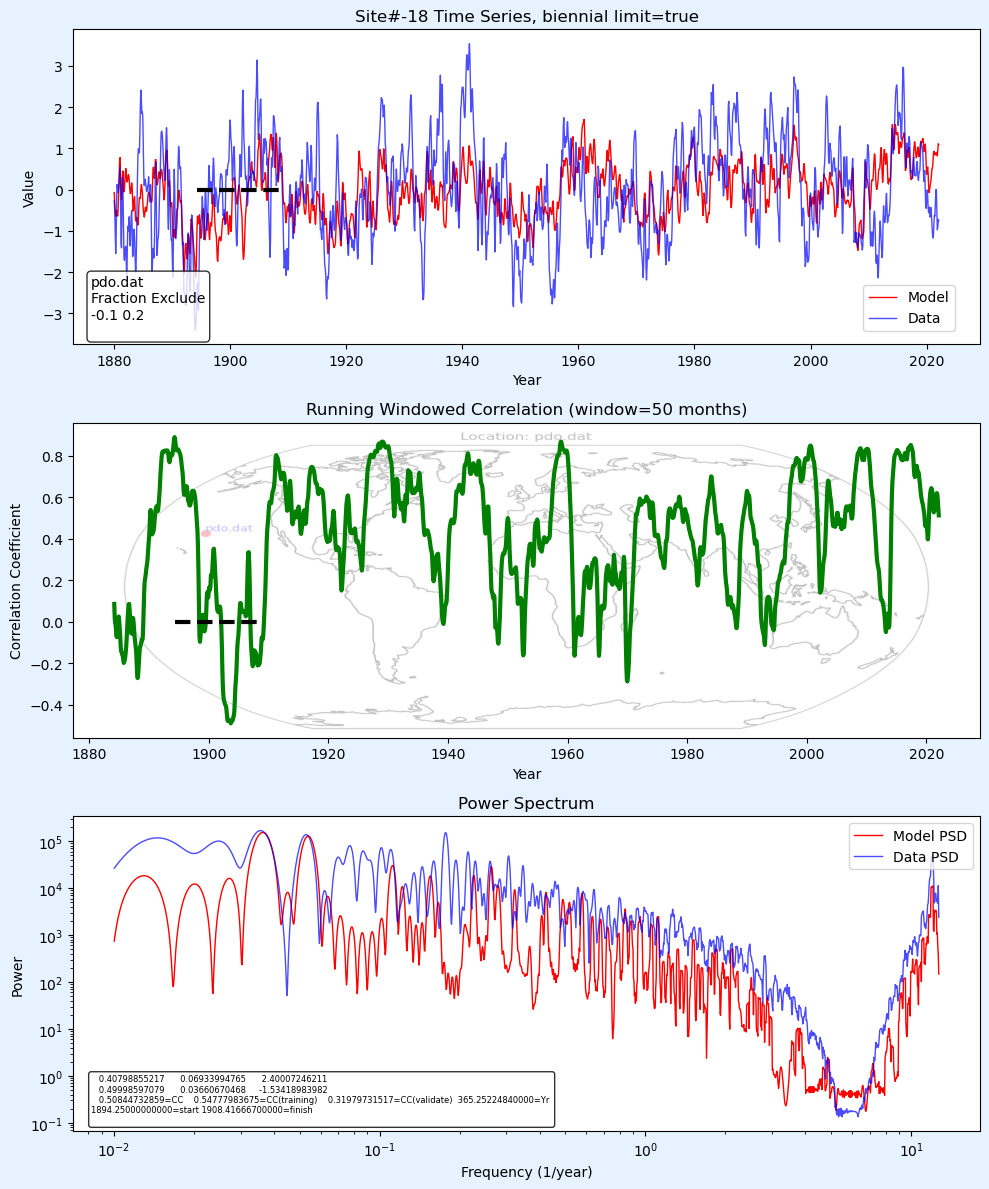 Site#-18 Time Series, biennial limit=true
Value
3
2
1
0
−1
−2
−3
pdo.dat
Fraction Exclude
-0.1 0.2
Model
Data
1880 1900 1920 1940 1960 1980 2000 2020
Year
Running Windowed Correlation (window=50 months)
Location: pdo.dat
pdo.dat
Correlation Coefficient
0.8
0.6
0.4
0.2
0.0
−0.2
−0.4
1880 1900 1920 1940 1960 1980 2000 2020
Year
Power Spectrum
Model PSD
Data PSD
Power
10⁵
10⁴
10³
10²
10¹
10⁰
10⁻¹
0.40798855217 0.06933994765 2.40007246211
0.49998597079 0.03660670468 -1.53418983982
0.50844732859=CC 0.54777983675=CC(training) 0.31979731517=CC(validate) 365.25224840000=Yr
1894.25000000000=start 1908.41666700000=finish
10⁻² 10⁻¹ 10⁰ 10¹
Frequency (1/year)